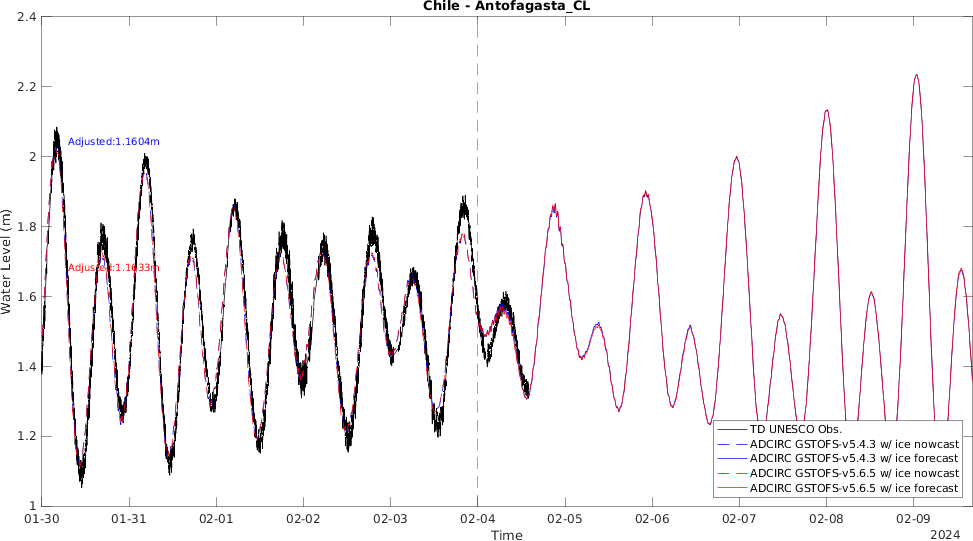 Chile - Antofagasta_CL
2.4
2.2
2
1.8
1.6
1.4
1.2
1
Water Level (m)
Adjusted:1.1604m
Adjusted:1.1633m
TD UNESCO Obs.
ADCIRC GSTOFS-v5.4.3 w/ ice nowcast
ADCIRC GSTOFS-v5.4.3 w/ ice forecast
ADCIRC GSTOFS-v5.6.5 w/ ice nowcast
ADCIRC GSTOFS-v5.6.5 w/ ice forecast
01-30 01-31 02-01 02-02 02-03 02-04 02-05 02-06 02-07 02-08 02-09
Time
2024